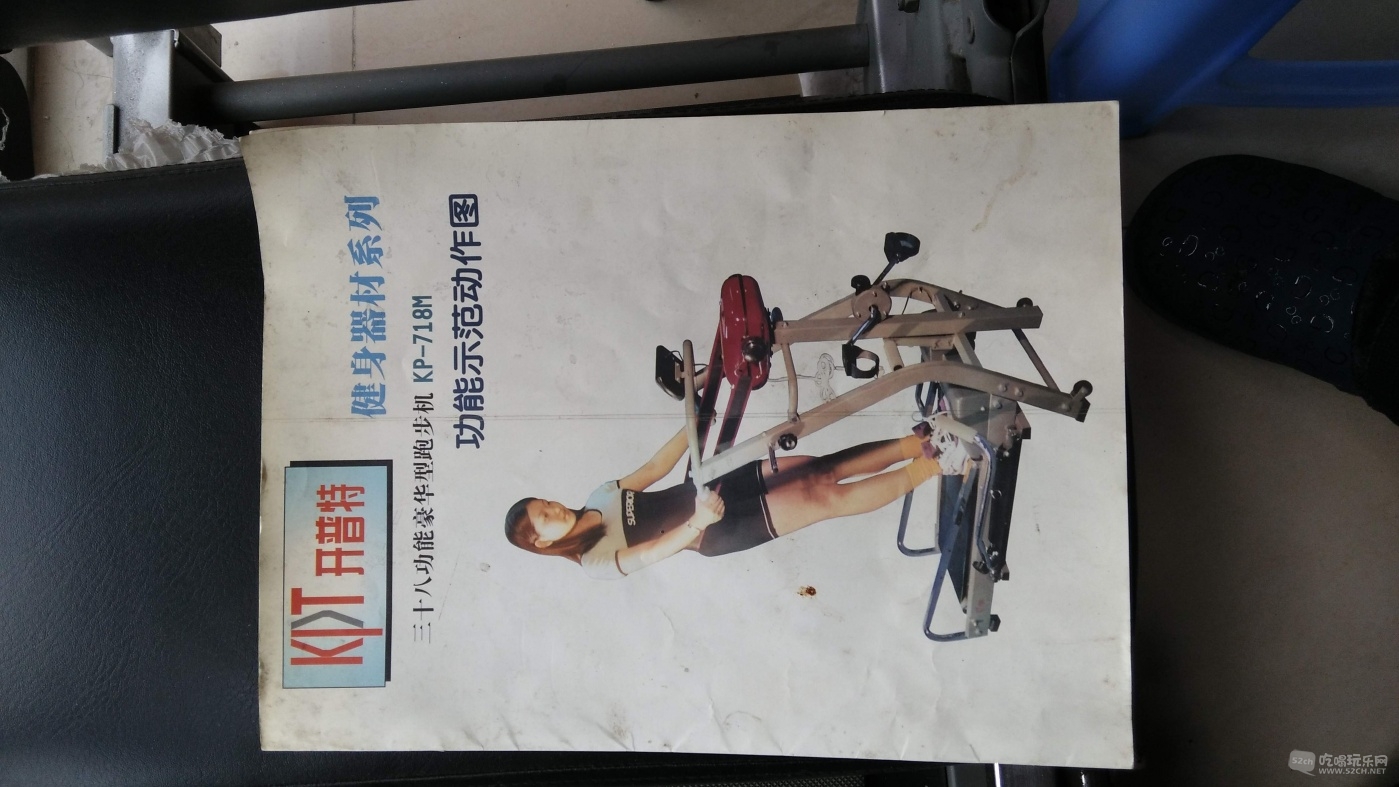 KPT 开普特
健身器材系列
三十八功能豪华型跑步机 KP-718M
功能示范动作图
SUPERIOR
52ch 吃喝玩乐网
WWW.52CH.NET